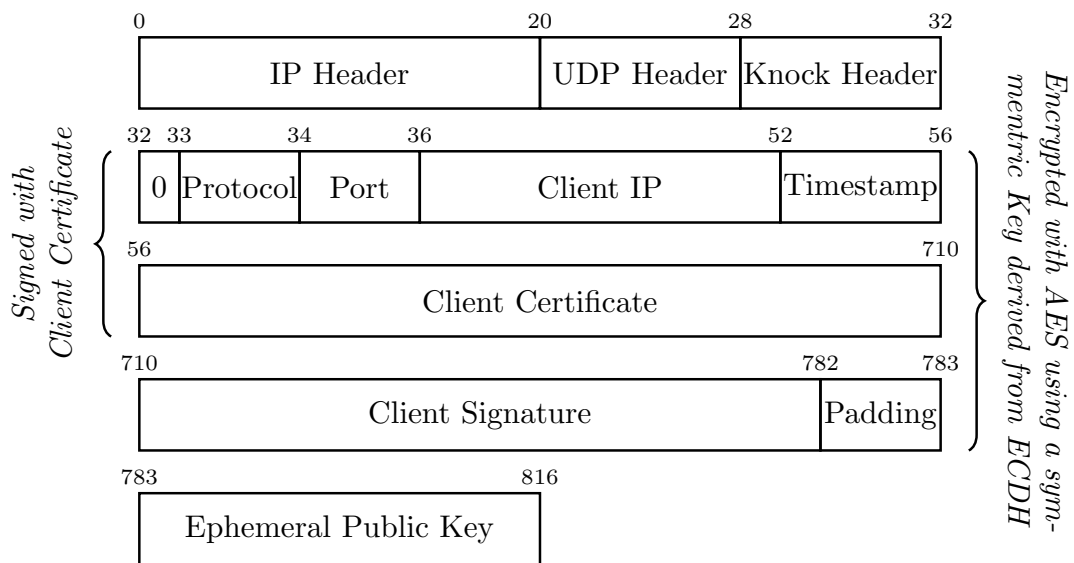 0 20 28 32
IP Header UDP Header Knock Header
32 33 34 36 52 56
0 Protocol Port Client IP Timestamp
56 710
Client Certificate
710 782 783
Client Signature Padding
783 816
Ephemeral Public Key
Signed with
Client Certificate
Encrypted with AES using a sym-
mentric Key derived from ECDH